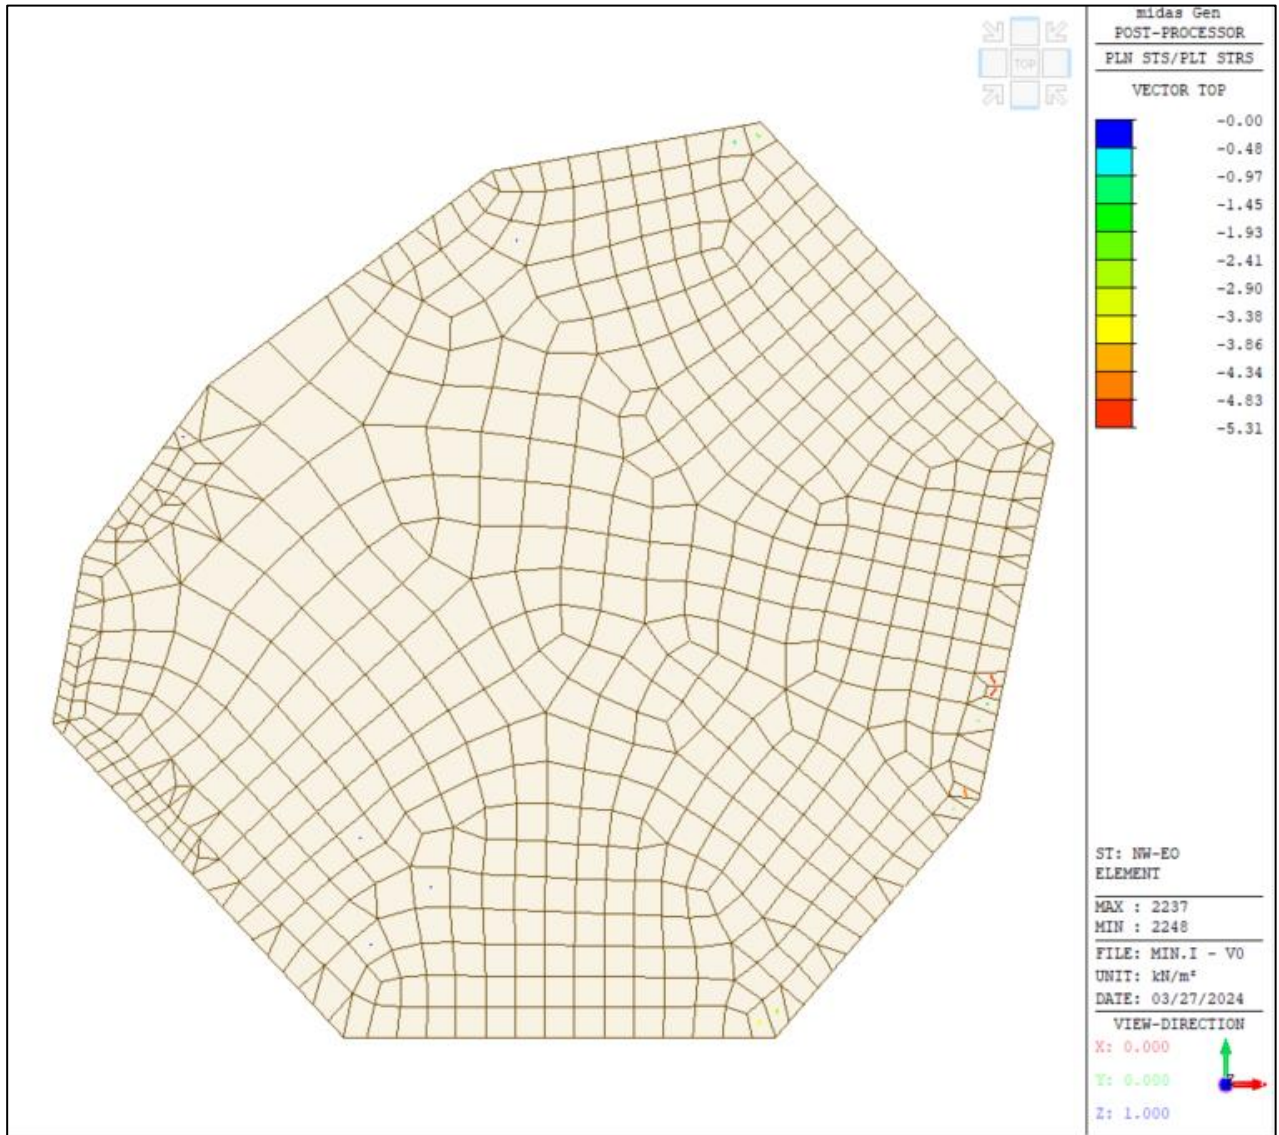 TOP
midas Gen
POST-PROCESSOR
PLN STS/PLT STRS
VECTOR TOP
-0.00
-0.48
-0.97
-1.45
-1.93
-2.41
-2.90
-3.38
-3.86
-4.34
-4.83
-5.31
ST: NW-EO
ELEMENT
MAX : 2237
MIN : 2248
FILE: MIN.I - V0
UNIT: kN/m²
DATE: 03/27/2024
VIEW-DIRECTION
X: 0.000
Y: 0.000
Z: 1.000